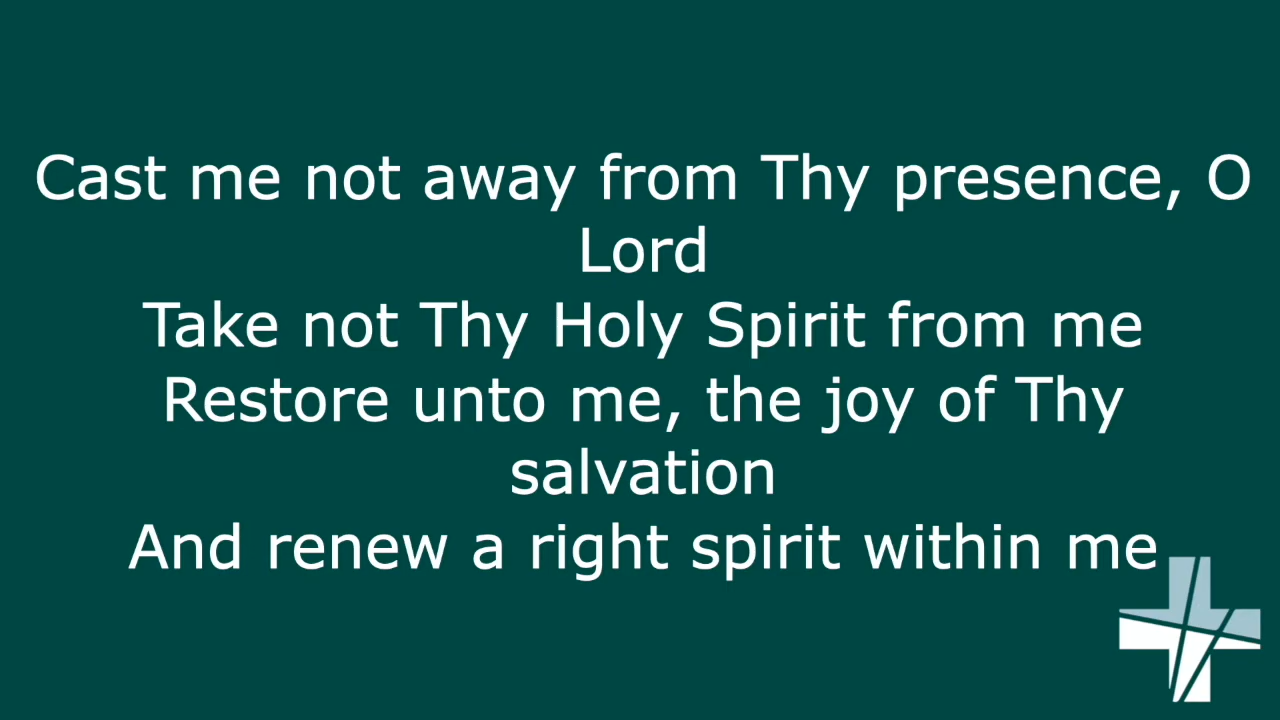 Cast me not away from Thy presence, O
Lord
Take not Thy Holy Spirit from me
Restore unto me, the joy of Thy
salvation
And renew a right spirit within me